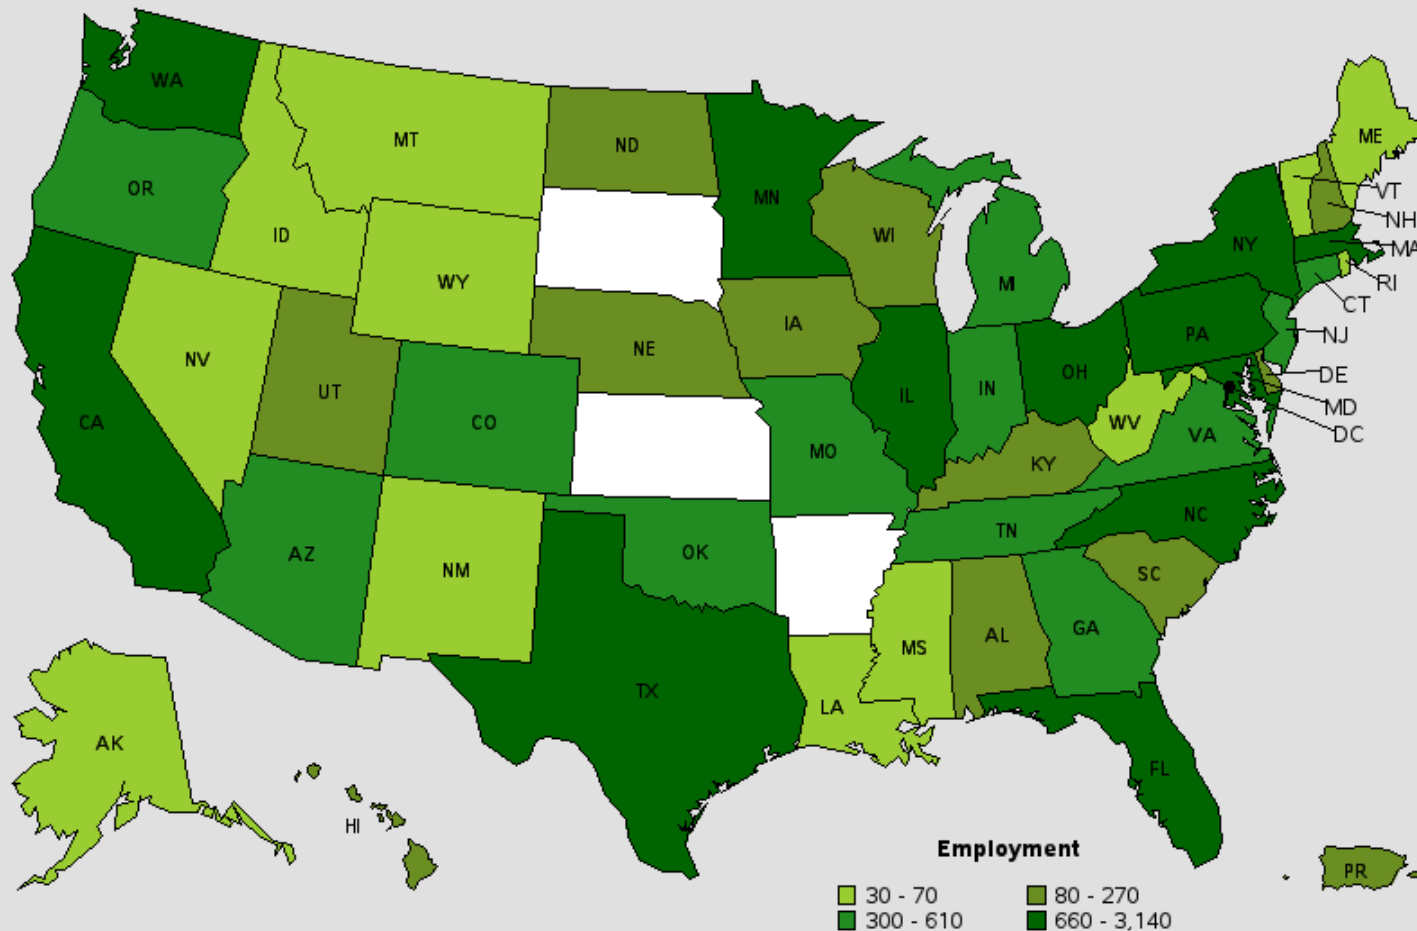 WA
MT
ND
ME
OR
MN
VT
ID
WI
NH
NY
MA
WY
MI
RI
CT
IA
NV
NE
PA
NJ
UT
OH
DE
IL
IN
MD
CA
CO
WV
DC
MO
VA
KY
NC
AZ
OK
TN
NM
SC
GA
MS
AL
TX
LA
AK
FL
HI
PR
Employment
30 - 70
80 - 270
300 - 610
660 - 3,140